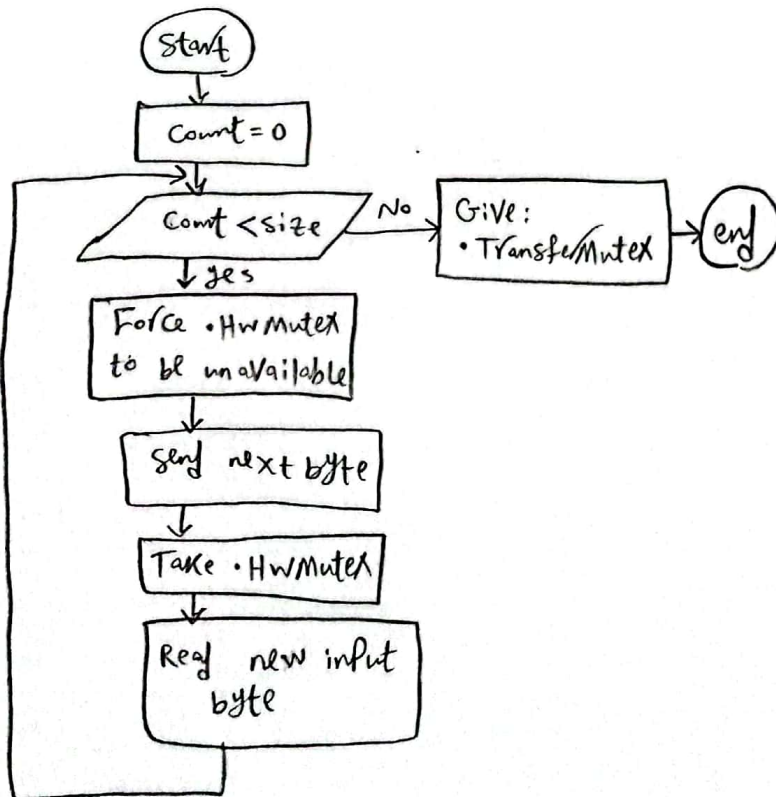 Start
Count = 0
Count < size
No
Give:
• TransferMutex
end
yes
Force • HwMutex
to be unavailable
send next byte
Take • HwMutex
Read new input
byte